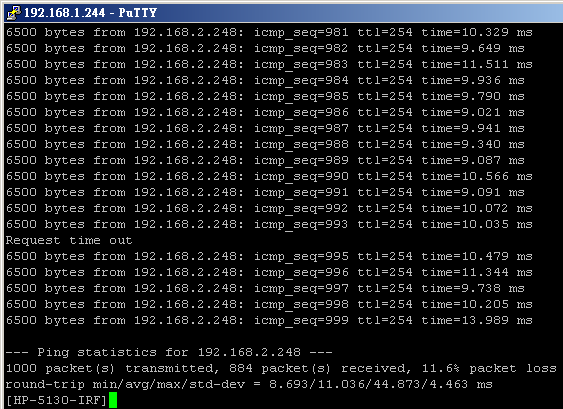 192.168.1.244 - PuTTY
6500 bytes from 192.168.2.248: icmp_seq=981 ttl=254 time=10.329 ms
6500 bytes from 192.168.2.248: icmp_seq=982 ttl=254 time=9.649 ms
6500 bytes from 192.168.2.248: icmp_seq=983 ttl=254 time=11.511 ms
6500 bytes from 192.168.2.248: icmp_seq=984 ttl=254 time=9.936 ms
6500 bytes from 192.168.2.248: icmp_seq=985 ttl=254 time=9.790 ms
6500 bytes from 192.168.2.248: icmp_seq=986 ttl=254 time=9.021 ms
6500 bytes from 192.168.2.248: icmp_seq=987 ttl=254 time=9.941 ms
6500 bytes from 192.168.2.248: icmp_seq=988 ttl=254 time=9.340 ms
6500 bytes from 192.168.2.248: icmp_seq=989 ttl=254 time=9.087 ms
6500 bytes from 192.168.2.248: icmp_seq=990 ttl=254 time=10.566 ms
6500 bytes from 192.168.2.248: icmp_seq=991 ttl=254 time=9.091 ms
6500 bytes from 192.168.2.248: icmp_seq=992 ttl=254 time=10.072 ms
6500 bytes from 192.168.2.248: icmp_seq=993 ttl=254 time=10.035 ms
Request time out
6500 bytes from 192.168.2.248: icmp_seq=995 ttl=254 time=10.479 ms
6500 bytes from 192.168.2.248: icmp_seq=996 ttl=254 time=11.344 ms
6500 bytes from 192.168.2.248: icmp_seq=997 ttl=254 time=9.738 ms
6500 bytes from 192.168.2.248: icmp_seq=998 ttl=254 time=10.205 ms
6500 bytes from 192.168.2.248: icmp_seq=999 ttl=254 time=13.989 ms
--- Ping statistics for 192.168.2.248 ---
1000 packet(s) transmitted, 884 packet(s) received, 11.6% packet loss
round-trip min/avg/max/std-dev = 8.693/11.036/44.873/4.463 ms
[HP-5130-IRF]